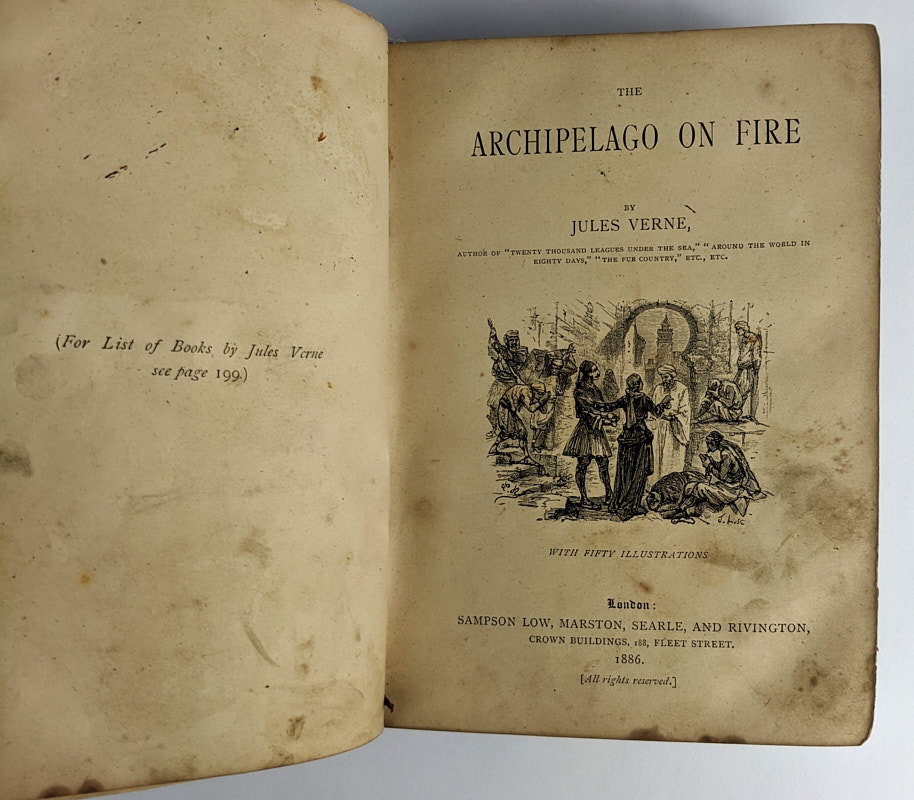 (For List of Books by Jules Verne
see page 199.)
THE
ARCHIPELAGO ON FIRE
BY
JULES VERNE,
AUTHOR OF "TWENTY THOUSAND LEAGUES UNDER THE SEA," "AROUND THE WORLD IN
EIGHTY DAYS," "THE FUR COUNTRY," ETC., ETC.
WITH FIFTY ILLUSTRATIONS
London:
SAMPSON LOW, MARSTON, SEARLE, AND RIVINGTON,
CROWN BUILDINGS, 188, FLEET STREET.
1886.
[All rights reserved.]